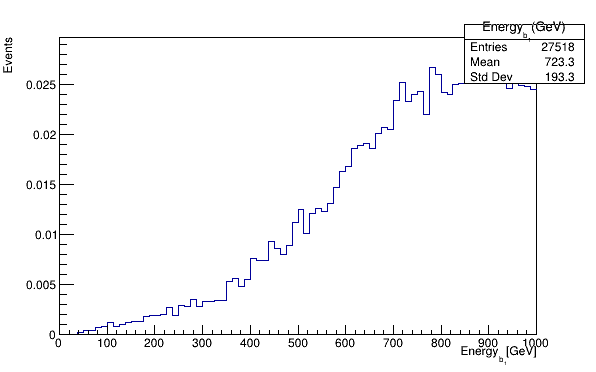 Energy_b₁(GeV)
Entries 27518
Mean 723.3
Std Dev 193.3
Events
0.025
0.02
0.015
0.01
0.005
0
0 100 200 300 400 500 600 700 800 900 1000
Energy_b₁[GeV]